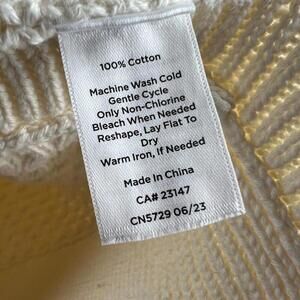 100% Cotton
Machine Wash Cold
Gentle Cycle
Only Non-Chlorine
Bleach When Needed
Reshape, Lay Flat To
Dry
Warm Iron, If Needed
Made In China
CA# 23147
CN5729 06/23